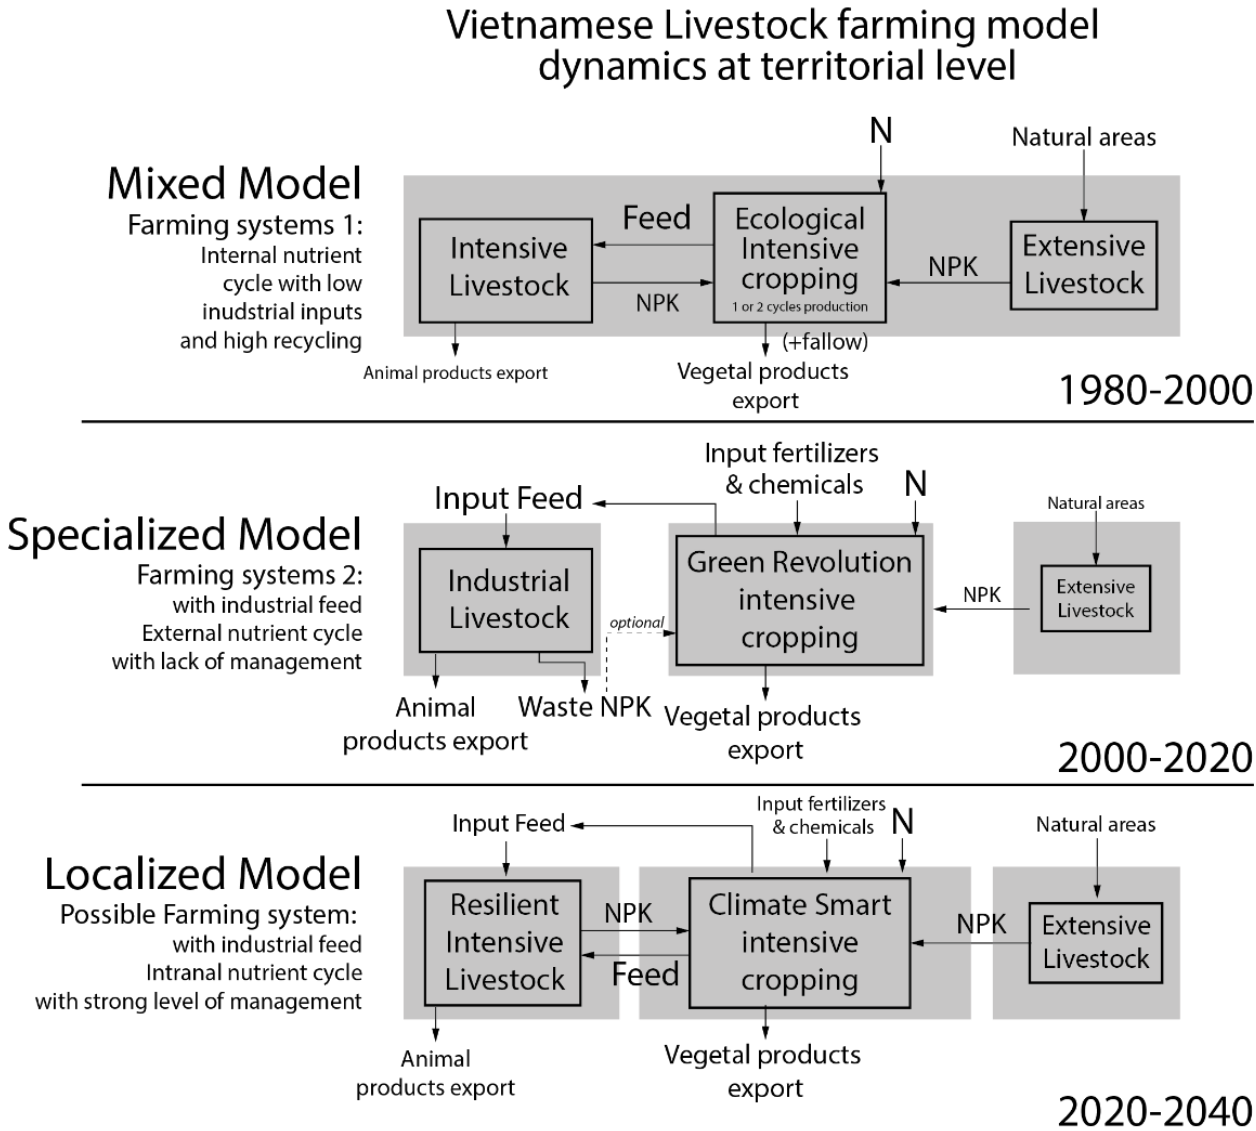 Vietnamese Livestock farming model
dynamics at territorial level
N
Natural areas
Mixed Model
Farming systems 1:
Internal nutrient
cycle with low
inudstrial inputs
and high recycling
Intensive
Livestock
Feed
NPK
Ecological
Intensive
cropping
1 or 2 cycles production
NPK
Extensive
Livestock
(+fallow)
Animal products export
Vegetal products
export
1980-2000
Input fertilizers
& chemicals
N
Input Feed
Natural areas
Specialized Model
Farming systems 2:
with industrial feed
External nutrient cycle
with lack of management
Industrial
Livestock
optional
Green Revolution
intensive
cropping
NPK
Extensive
Livestock
Animal
products export
Waste NPK
Vegetal products
export
2000-2020
Input fertilizers
& chemicals
N
Input Feed
Natural areas
Localized Model
Possible Farming system:
with industrial feed
Intranal nutrient cycle
with strong level of management
Resilient
Intensive
Livestock
NPK
Feed
Climate Smart
intensive
cropping
NPK
Extensive
Livestock
Animal
products export
Vegetal products
export
2020-2040